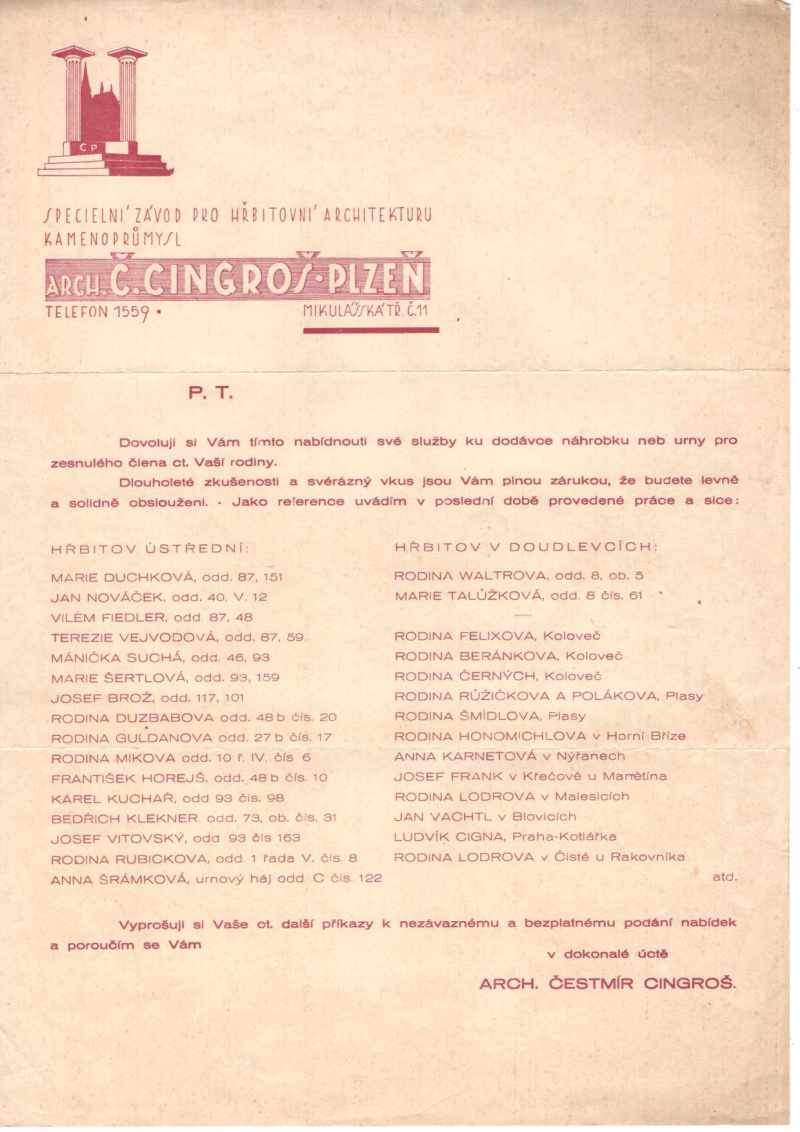 ČP
SPECIELNÍ ZÁVOD PRO HŘBITOVNÍ ARCHITEKTURU
KAMENOPRŮMYSL
ARCH. Č. CINGROŠ · PLZEŇ
TELEFON 1559 • MIKULÁŠSKÁ TŘ. Č. 11
P. T.
Dovoluji si Vám tímto nabídnouti své služby ku dodávce náhrobku neb urny pro
zesnulého člena ct. Vaší rodiny.
Dlouholeté zkušenosti a svérázný vkus jsou Vám plnou zárukou, že budete levně
a solidně obslouženi. - Jako reference uvádím v poslední době provedené práce a sice:
HŘBITOV ÚSTŘEDNÍ:
MARIE DUCHKOVÁ, odd. 87, 151
JAN NOVÁČEK, odd. 40, V. 12
VILÉM FIEDLER, odd 87, 48
TEREZIE VEJVODOVÁ, odd. 87, 59
MÁNIČKA SUCHÁ, odd. 46, 93
MARIE ŠERTLOVÁ, odd. 93, 159
JOSEF BROŽ, odd. 117, 101
RODINA DUZBABOVA odd. 48 b čís. 20
RODINA GULDANOVA odd. 27 b čís. 17
RODINA MIKOVA odd. 10 ř. IV. čís 6
FRANTIŠEK HOREJŠ, odd. 48 b čís. 10
KAREL KUCHAŘ, odd 93 čís. 98
BEDŘICH KLEKNER odd. 73, ob. čís. 31
JOSEF VITOVSKÝ, odd 93 čís 163
RODINA RUBICKOVA, odd. 1 řada V. čís. 8
ANNA ŠRÁMKOVÁ, urnový háj odd C čís. 122
HŘBITOV V DOUDLEVCÍCH:
RODINA WALTROVA, odd. 8, ob. 5
MARIE TALŮŽKOVÁ, odd. 8 čís. 61
RODINA FELIXOVA, Koloveč
RODINA BERÁNKOVA, Koloveč
RODINA ČERNÝCH, Koloveč
RODINA RŮŽIČKOVA A POLÁKOVA, Plasy
RODINA ŠMÍDLOVA, Plasy
RODINA HONOMICHLOVA v Horní Bříze
ANNA KARNETOVÁ v Nýřanech
JOSEF FRANK v Křečově u Manětína
RODINA LODROVA v Malesicích
JAN VACHTL v Blovicích
LUDVÍK CIGNA, Praha-Kotlářka
RODINA LODROVA v Čisté u Rakovníka
atd.
Vyprošuji si Vaše ct. další příkazy k nezávaznému a bezplatnému podání nabídek
a poroučím se Vám
v dokonalé úctě
ARCH. ČESTMÍR CINGROŠ.